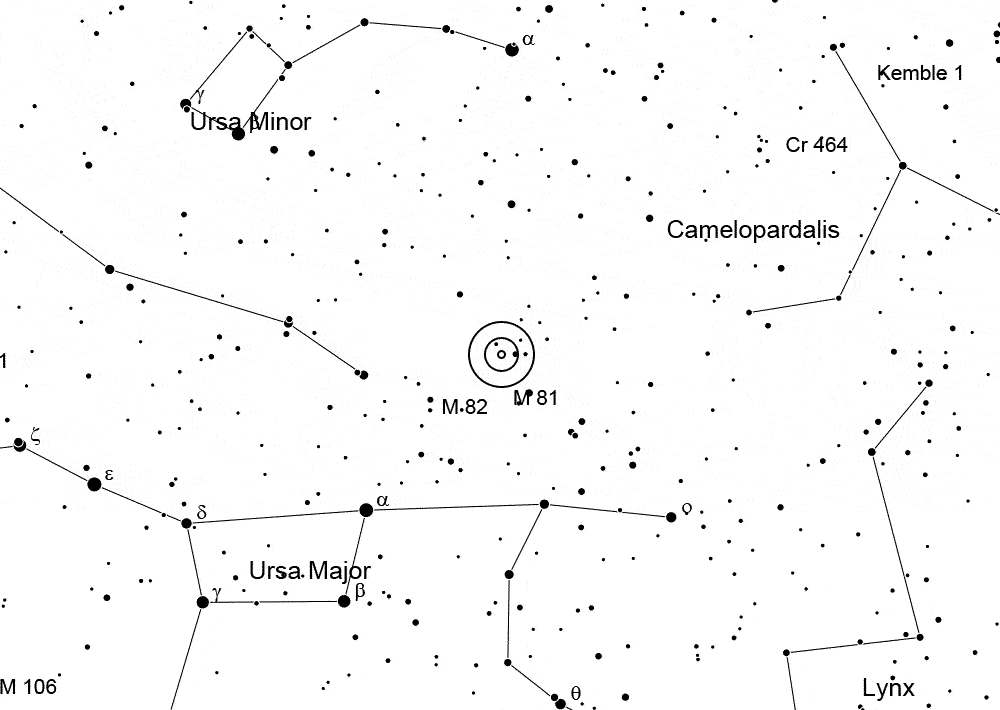 α
Kemble 1
γ
β
Ursa Minor
Cr 464
Camelopardalis
1
M 82
M 81
ζ
ε
α
δ
ο
Ursa Major
γ
β
M 106
θ
Lynx